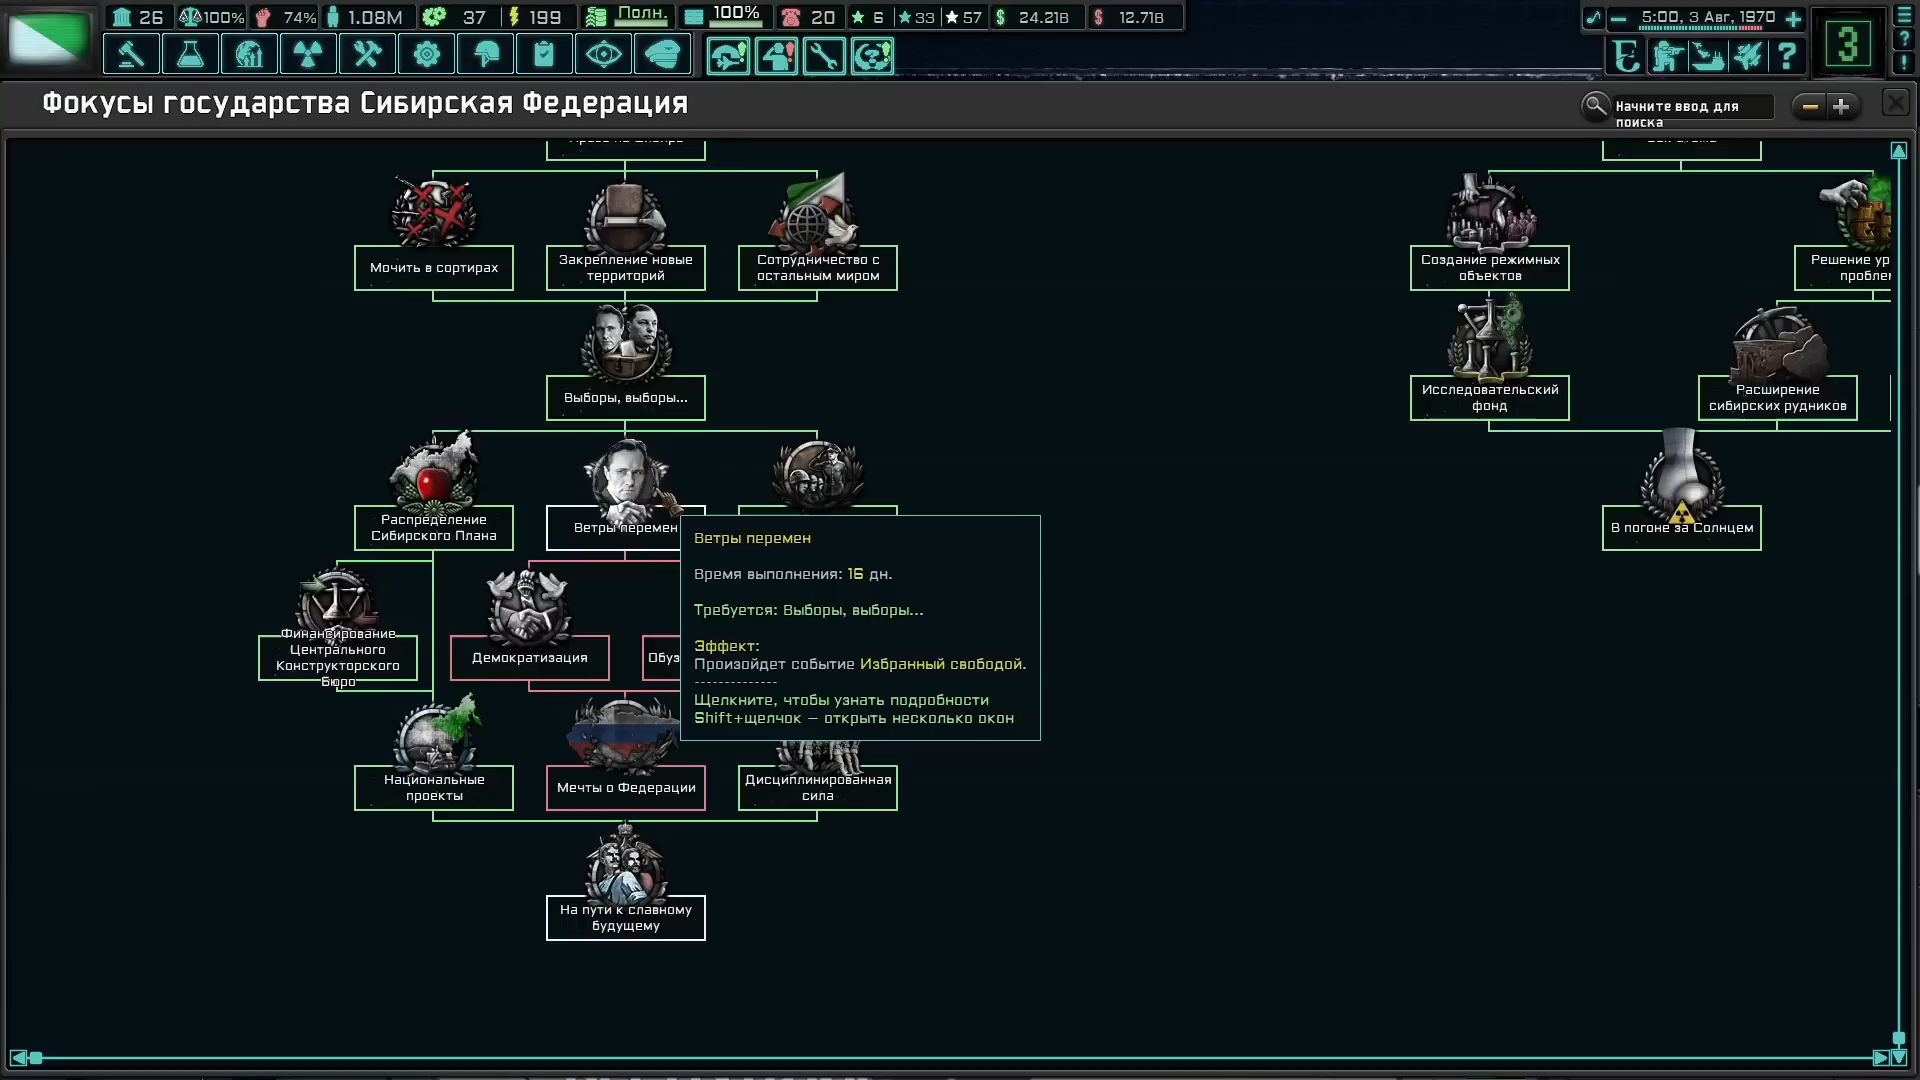 26
100%
74%
1.08M
37
199
Полн.
100%
20
6
33
57
24.21B
12.71B
5:00, 3 Авг, 1970
3
Фокусы государства Сибирская Федерация
Начните ввод для
поиска
Мочить в сортирах
Закрепление новые
территорий
Сотрудничество с
остальным миром
Создание режимных
объектов
Решение ур
пробле
Выборы, выборы...
Исследовательский
фонд
Расширение
сибирских рудников
Распределение
Сибирского Плана
Ветры перемен
В погоне за Солнцем
Ветры перемен
Время выполнения: 16 дн.
Требуется: Выборы, выборы...
Эффект:
Произойдет событие Избранный свободой.
--------------
Щелкните, чтобы узнать подробности
Shift+щелчок — открыть несколько окон
Финансирование
Центрального
Конструкторского
Бюро
Демократизация
Обуз
Национальные
проекты
Мечты о Федерации
Дисциплинированная
сила
На пути к славному
будущему